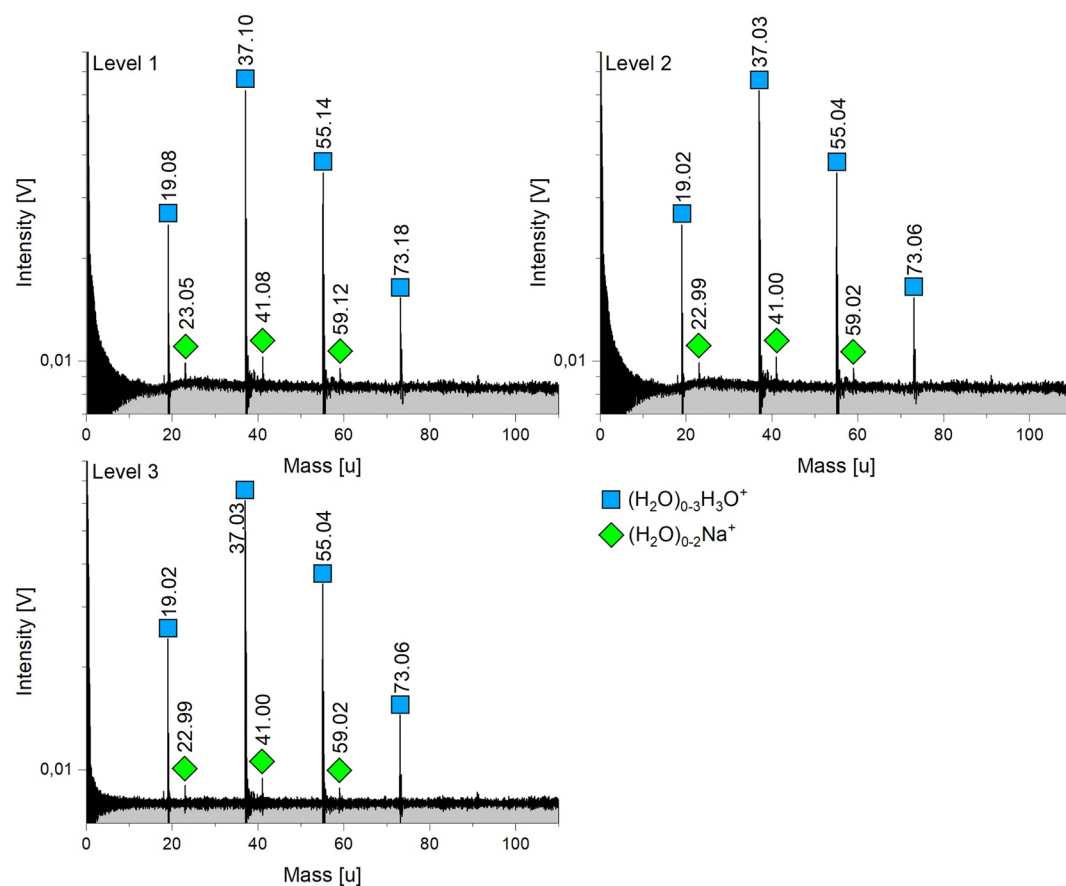 Level 1
Intensity [V]
0,01
19.08
23.05
37.10
41.08
55.14
59.12
73.18
0 20 40 60 80 100
Mass [u]
Level 2
Intensity [V]
0,01
19.02
22.99
37.03
41.00
55.04
59.02
73.06
0 20 40 60 80 100
Mass [u]
Level 3
Intensity [V]
0,01
19.02
22.99
37.03
41.00
55.04
59.02
73.06
0 20 40 60 80 100
Mass [u]
(H₂O)₀₋₃H₃O⁺
(H₂O)₀₋₂Na⁺